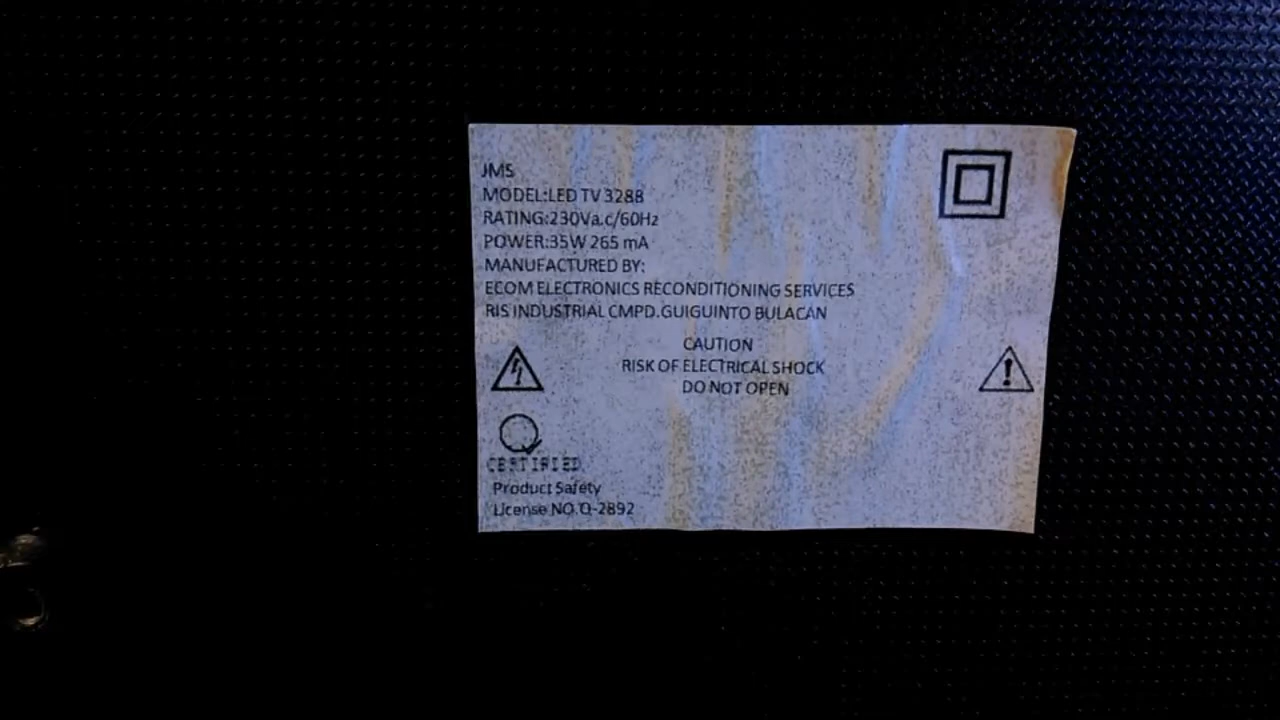 JMS
MODEL:LED TV 3288
RATING:230Va.c/60Hz
POWER:35W 265 mA
MANUFACTURED BY:
ECOM ELECTRONICS RECONDITIONING SERVICES
RIS INDUSTRIAL CMPD.GUIGUINTO BULACAN
CAUTION
RISK OF ELECTRICAL SHOCK
DO NOT OPEN
CERTIFIED
Product Safety
License NO.Q-2892